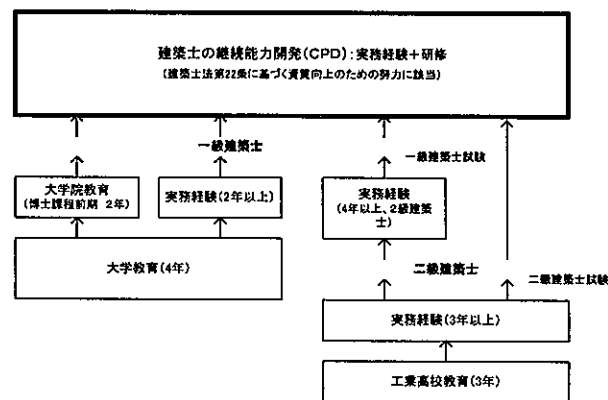 建築士の継続能力開発(CPD):実務経験+研修
(建築士法第22条に基づく資質向上のための努力に該当)
一級建築士
一級建築士試験
大学院教育
(博士課程前期 2年)
実務経験(2年以上)
実務経験
(4年以上、2級建築
士)
大学教育(4年)
二級建築士
二級建築士試験
実務経験(3年以上)
工業高校教育(3年)